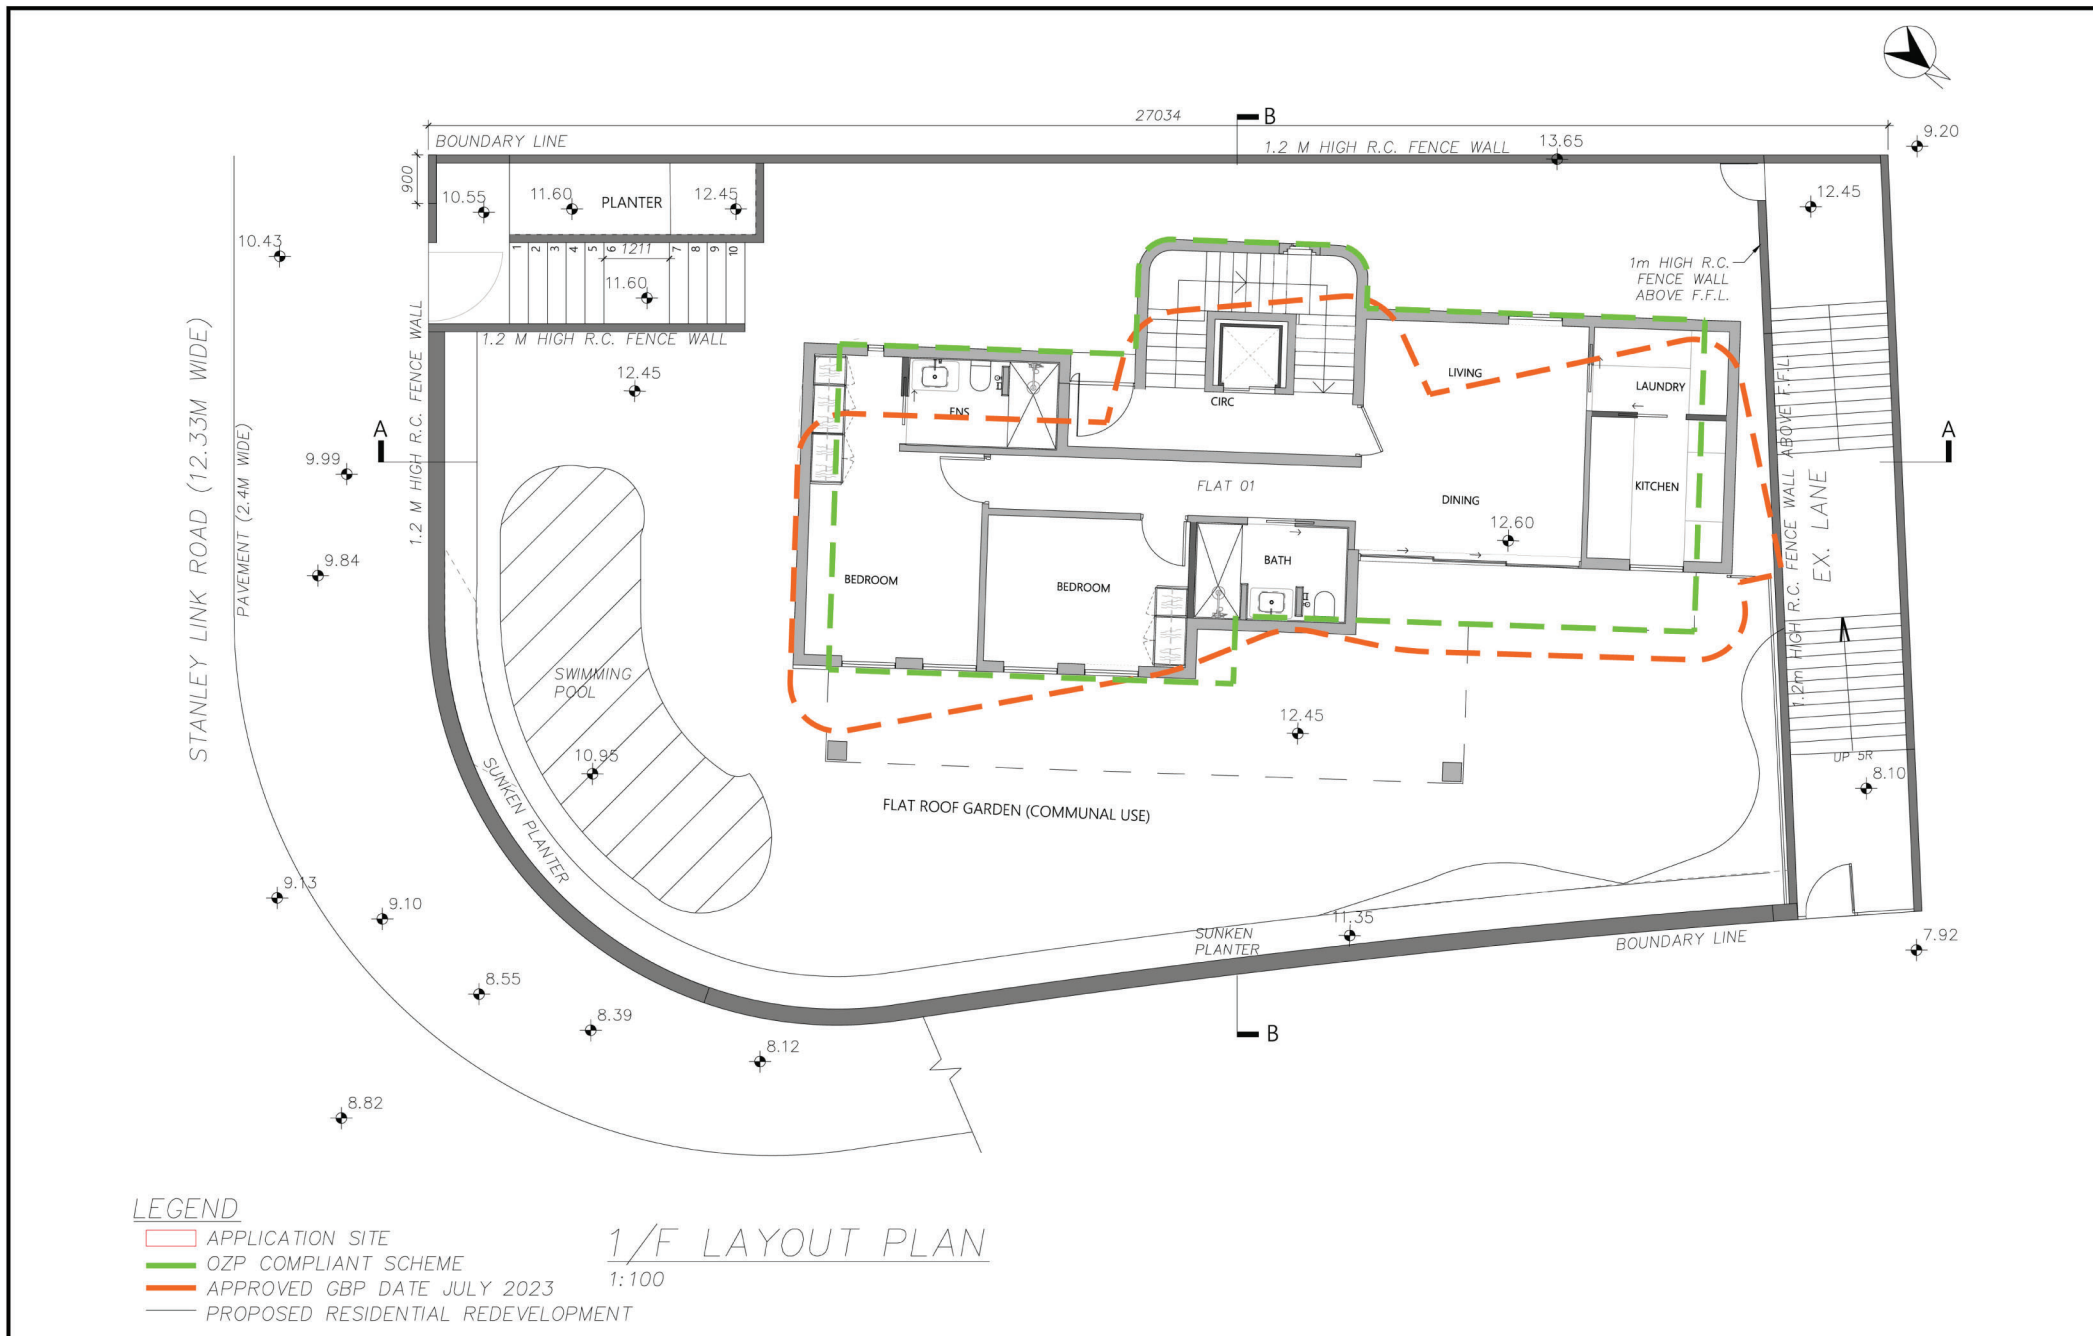 27034
B
BOUNDARY LINE
1.2 M HIGH R.C. FENCE WALL
13.65
9.20
900
10.55
11.60
PLANTER
12.45
12.45
10.43
1
2
3
4
5
6
1211
7
8
9
10
11.60
1m HIGH R.C.
FENCE WALL
ABOVE F.F.L.
1.2 M HIGH R.C. FENCE WALL
12.45
STANLEY LINK ROAD (12.33M WIDE)
PAVEMENT (2.4M WIDE)
1.2 M HIGH R.C. FENCE WALL
LIVING
LAUNDRY
ENS
CIRC
A
A
9.99
FLAT 01
DINING
KITCHEN
12.60
1.2m HIGH R.C. FENCE WALL ABOVE F.F.L.
EX. LANE
9.84
BEDROOM
BEDROOM
BATH
SWIMMING
POOL
12.45
10.95
UP 5R
8.10
SUNKEN PLANTER
FLAT ROOF GARDEN (COMMUNAL USE)
9.13
9.10
11.35
SUNKEN
PLANTER
BOUNDARY LINE
7.92
8.55
8.39
8.12
B
8.82
LEGEND
APPLICATION SITE
OZP COMPLIANT SCHEME
APPROVED GBP DATE JULY 2023
PROPOSED RESIDENTIAL REDEVELOPMENT
1/F LAYOUT PLAN
1:100